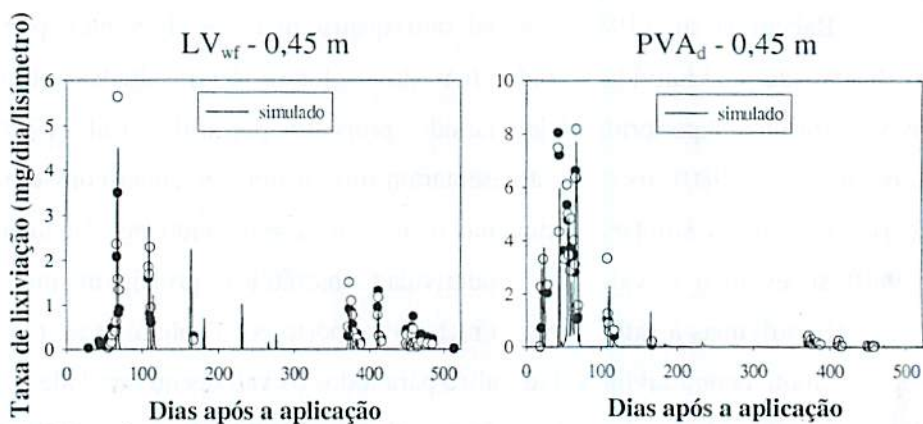 LVwf - 0,45 m
PVAd - 0,45 m
Taxa de lixiviação (mg/dia/lisímetro)
6
5
4
3
2
1
0
simulado
0 100 200 300 400 500
Dias após a aplicação
10
8
6
4
2
0
simulado
0 100 200 300 400 500
Dias após a aplicação